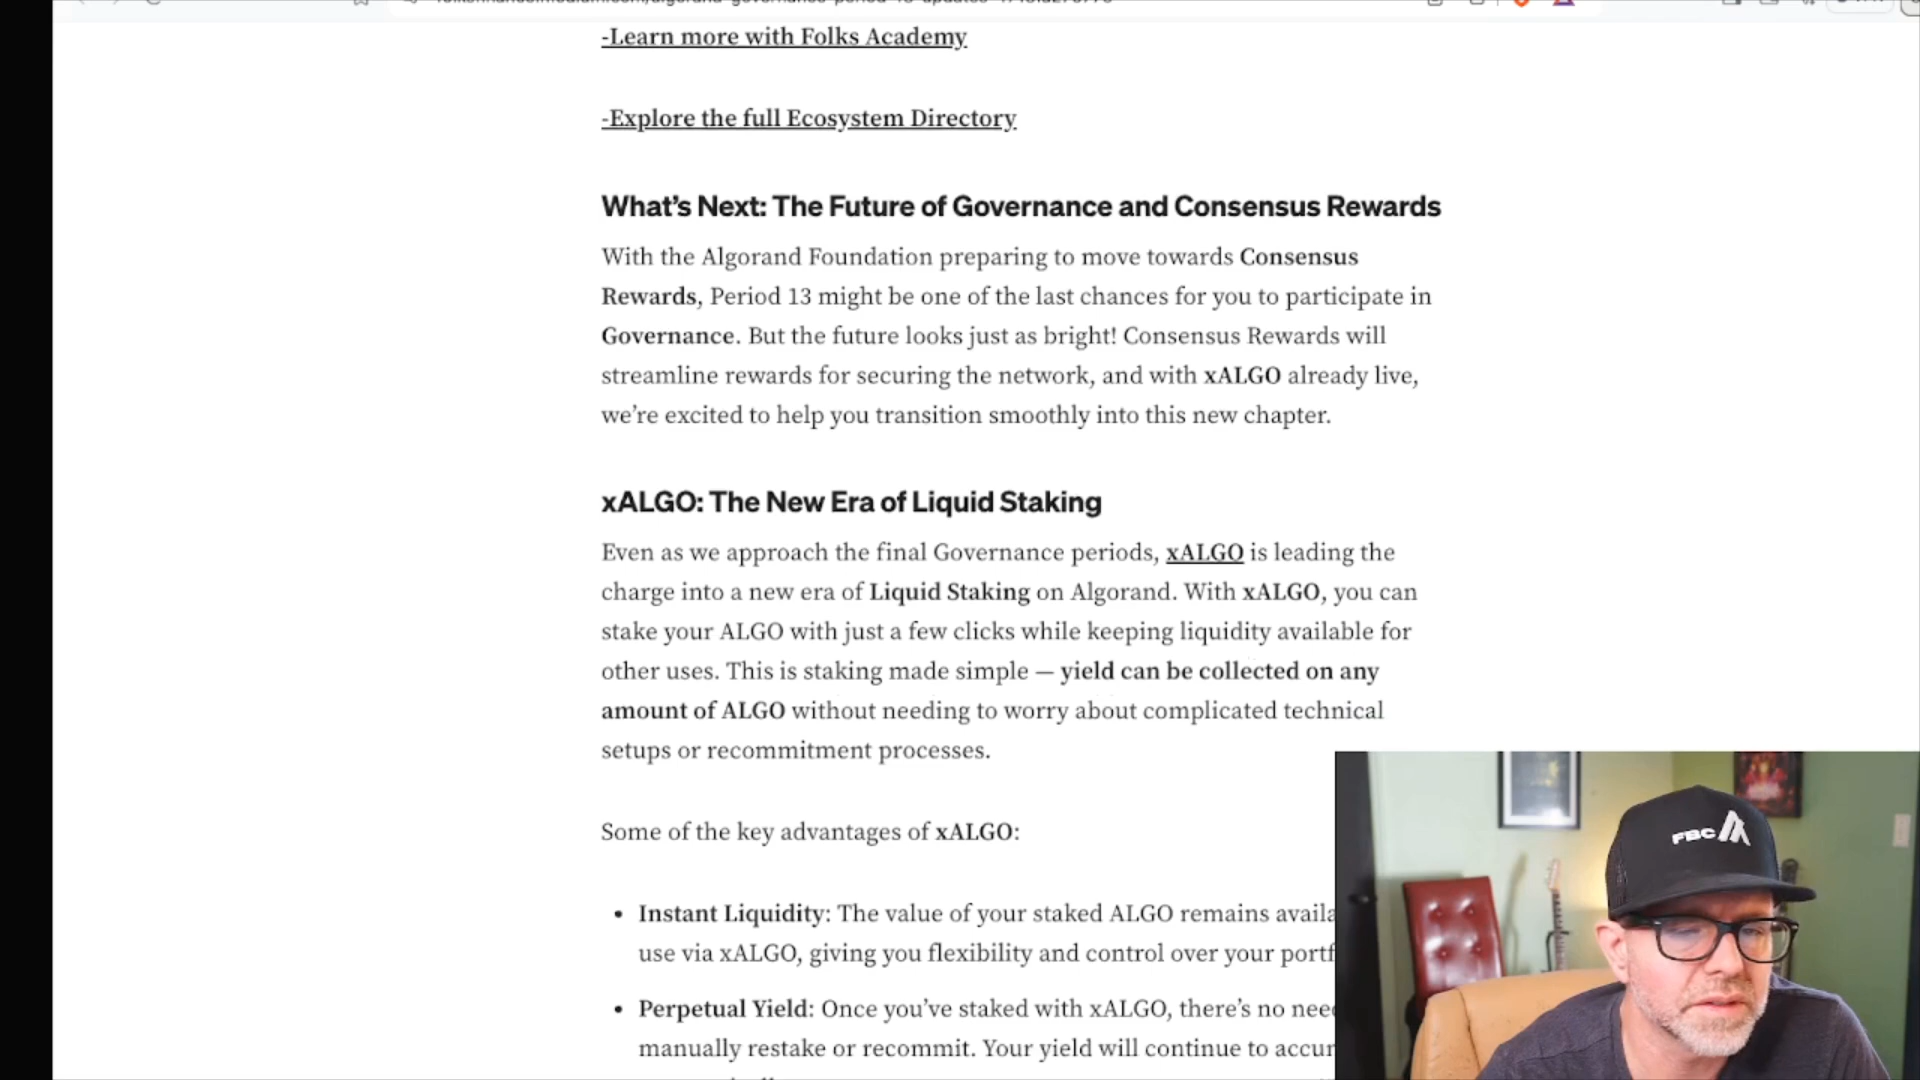 -Learn more with Folks Academy
-Explore the full Ecosystem Directory
What’s Next: The Future of Governance and Consensus Rewards
With the Algorand Foundation preparing to move towards Consensus
Rewards, Period 13 might be one of the last chances for you to participate in
Governance. But the future looks just as bright! Consensus Rewards will
streamline rewards for securing the network, and with xALGO already live,
we’re excited to help you transition smoothly into this new chapter.
xALGO: The New Era of Liquid Staking
Even as we approach the final Governance periods, xALGO is leading the
charge into a new era of Liquid Staking on Algorand. With xALGO, you can
stake your ALGO with just a few clicks while keeping liquidity available for
other uses. This is staking made simple — yield can be collected on any
amount of ALGO without needing to worry about complicated technical
setups or recommitment processes.
Some of the key advantages of xALGO:
• Instant Liquidity: The value of your staked ALGO remains availa
use via xALGO, giving you flexibility and control over your portf
• Perpetual Yield: Once you’ve staked with xALGO, there’s no nee
manually restake or recommit. Your yield will continue to accur
FBC